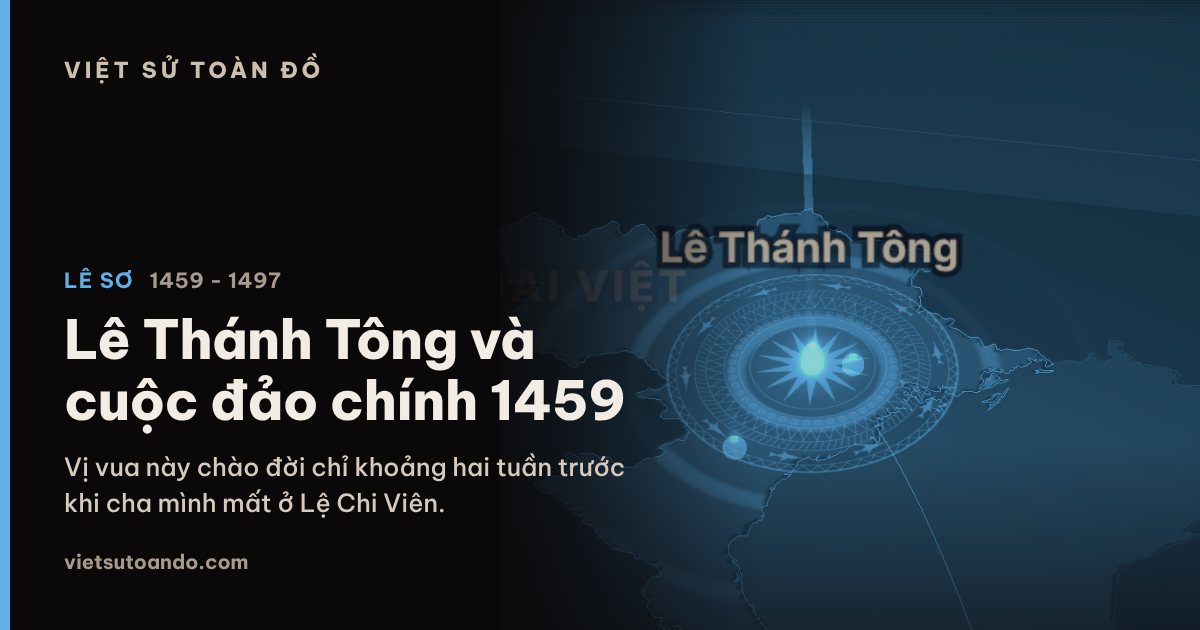 VIỆT SỬ TOÀN ĐỒ
LÊ SƠ 1459 - 1497
Lê Thánh Tông và
cuộc đảo chính 1459
Vị vua này chào đời chỉ khoảng hai tuần trước
khi cha mình mất ở Lệ Chi Viên.
vietsutoando.com
Lê Thánh Tông
ĐẠI VIỆT